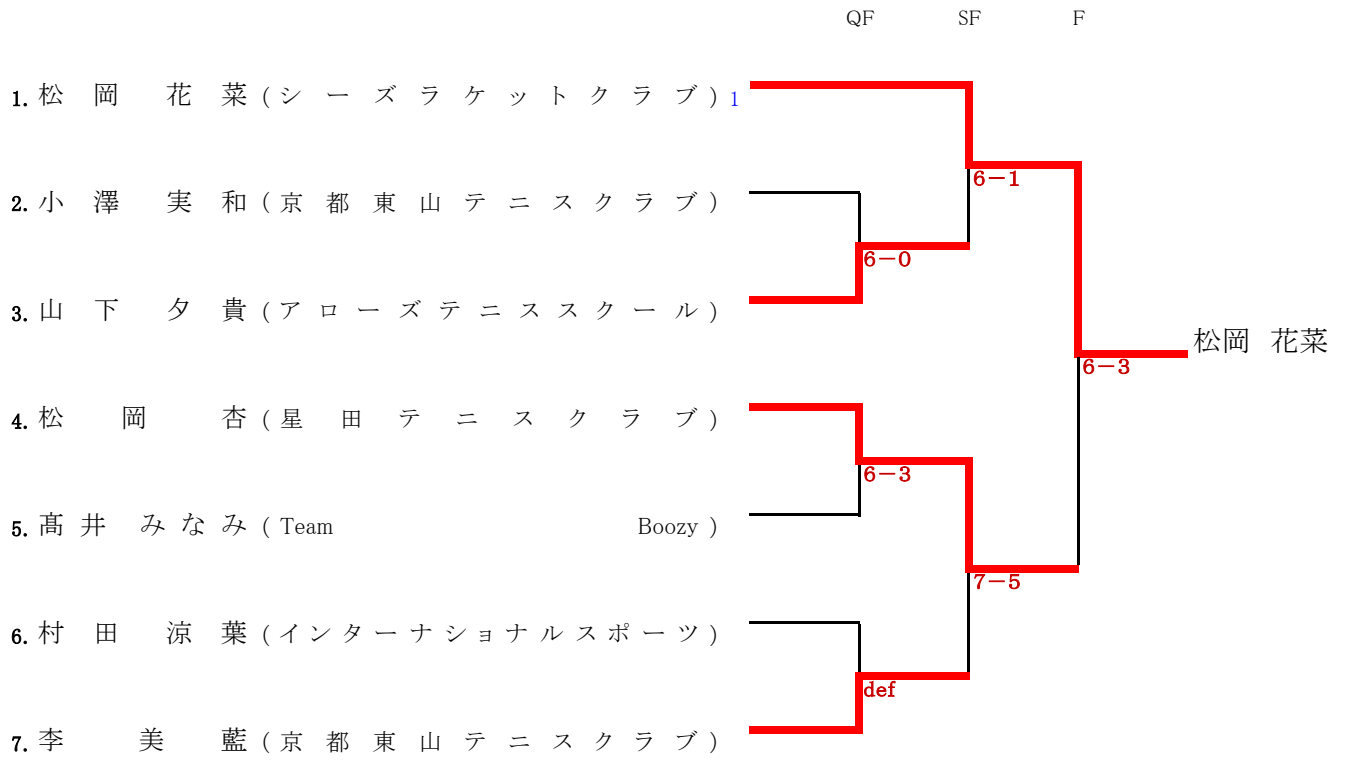 QF SF F
1. 松岡 花菜 (シーズラケットクラブ) 1
6－1
2. 小澤 実和 (京都東山テニスクラブ)
6－0
3. 山下 夕貴 (アローズテニススクール)
松岡 花菜
6－3
4. 松岡 杏 (星田テニスクラブ)
6－3
5. 髙井 みなみ (Team Boozy)
7－5
6. 村田 涼葉 (インターナショナルスポーツ)
def
7. 李 美藍 (京都東山テニスクラブ)